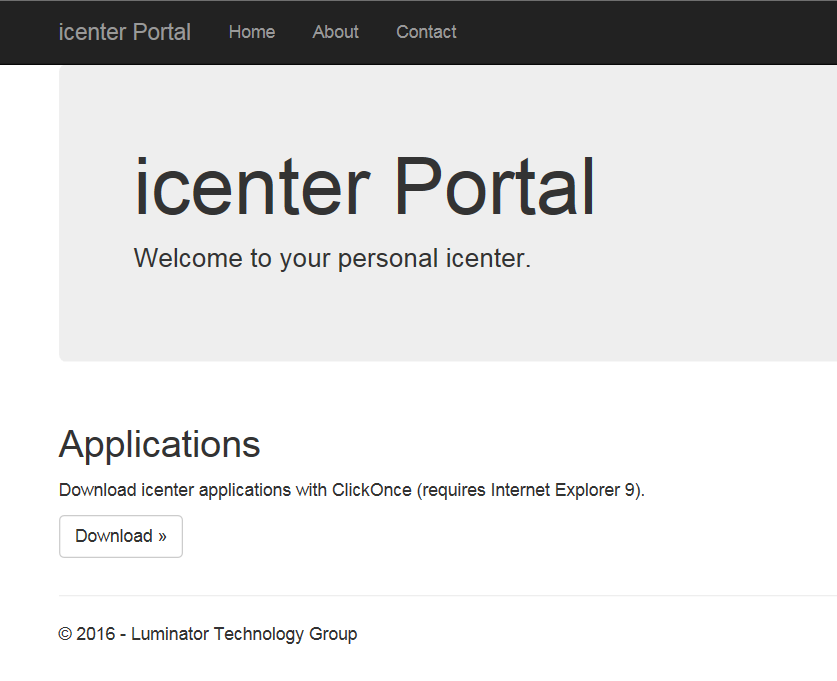 icenter Portal Home About Contact
icenter Portal
Welcome to your personal icenter.
Applications
Download icenter applications with ClickOnce (requires Internet Explorer 9).
Download »
© 2016 - Luminator Technology Group